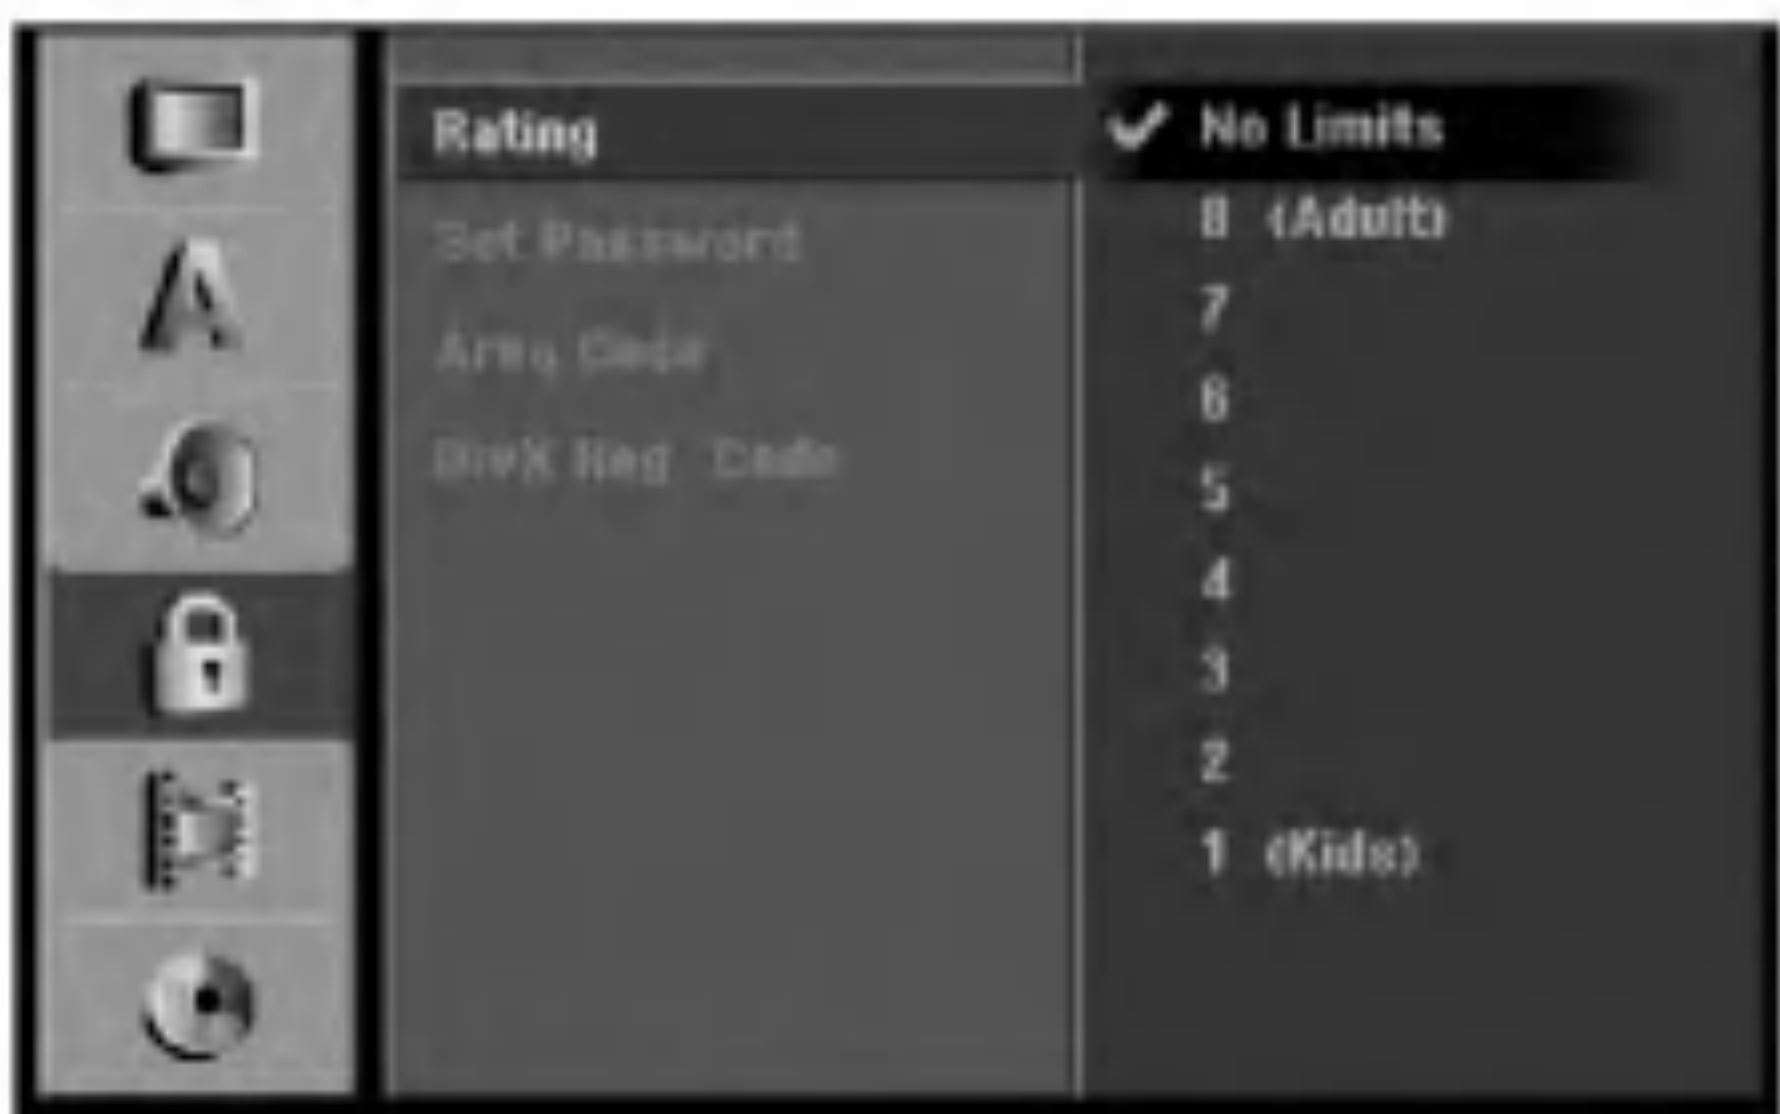 Rating
Set Password
Area Code
DivX Reg. Code
✔ No Limits
8 (Adult)
7
6
5
4
3
2
1 (Kids)